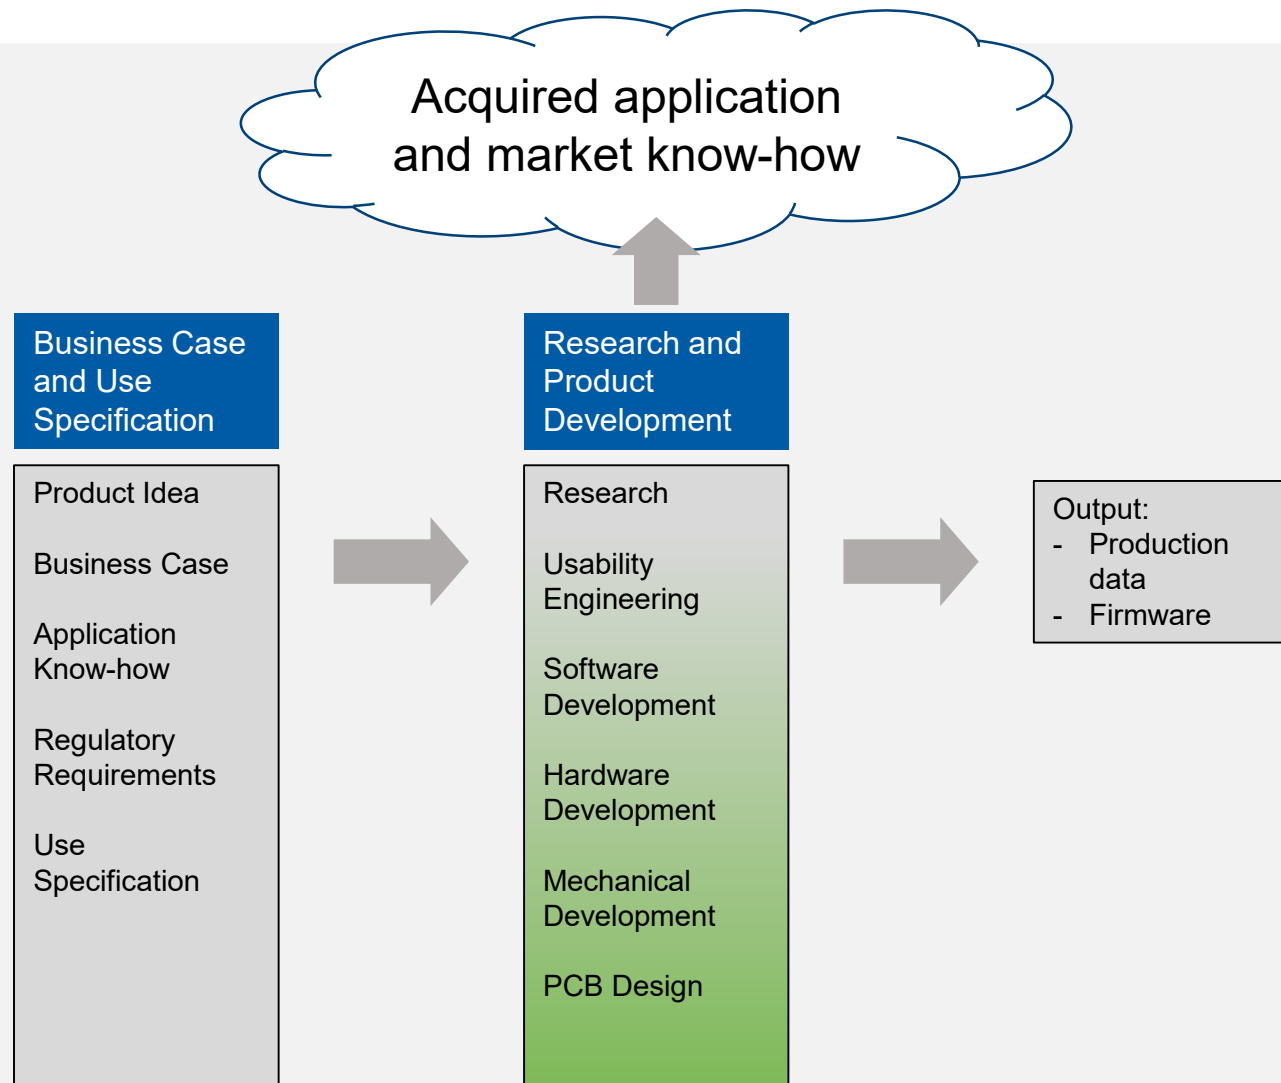 Acquired application
and market know-how
Business Case
and Use
Specification
Product Idea
Business Case
Application
Know-how
Regulatory
Requirements
Use
Specification
Research and
Product
Development
Research
Usability
Engineering
Software
Development
Hardware
Development
Mechanical
Development
PCB Design
Output:
- Production
data
- Firmware